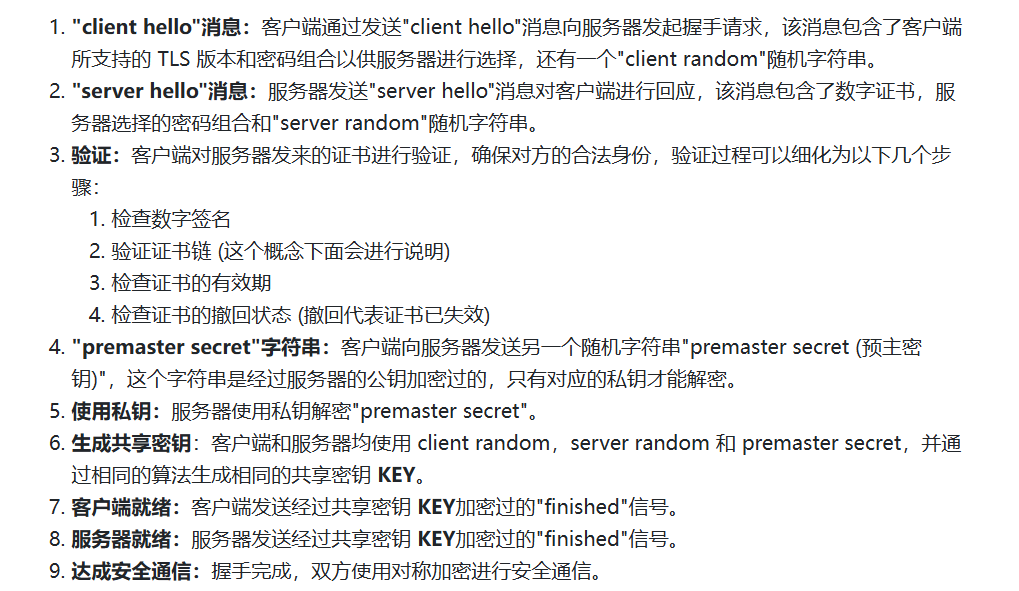 1. "client hello"消息：客户端通过发送"client hello"消息向服务器发起握手请求，该消息包含了客户端
所支持的 TLS 版本和密码组合以供服务器进行选择，还有一个"client random"随机字符串。
2. "server hello"消息：服务器发送"server hello"消息对客户端进行回应，该消息包含了数字证书，服
务器选择的密码组合和"server random"随机字符串。
3. 验证：客户端对服务器发来的证书进行验证，确保对方的合法身份，验证过程可以细化为以下几个步
骤：
1. 检查数字签名
2. 验证证书链 (这个概念下面会进行说明)
3. 检查证书的有效期
4. 检查证书的撤回状态 (撤回代表证书已失效)
4. "premaster secret"字符串：客户端向服务器发送另一个随机字符串"premaster secret (预主密
钥)"，这个字符串是经过服务器的公钥加密过的，只有对应的私钥才能解密。
5. 使用私钥：服务器使用私钥解密"premaster secret"。
6. 生成共享密钥：客户端和服务器均使用 client random，server random 和 premaster secret，并通
过相同的算法生成相同的共享密钥 KEY。
7. 客户端就绪：客户端发送经过共享密钥 KEY加密过的"finished"信号。
8. 服务器就绪：服务器发送经过共享密钥 KEY加密过的"finished"信号。
9. 达成安全通信：握手完成，双方使用对称加密进行安全通信。